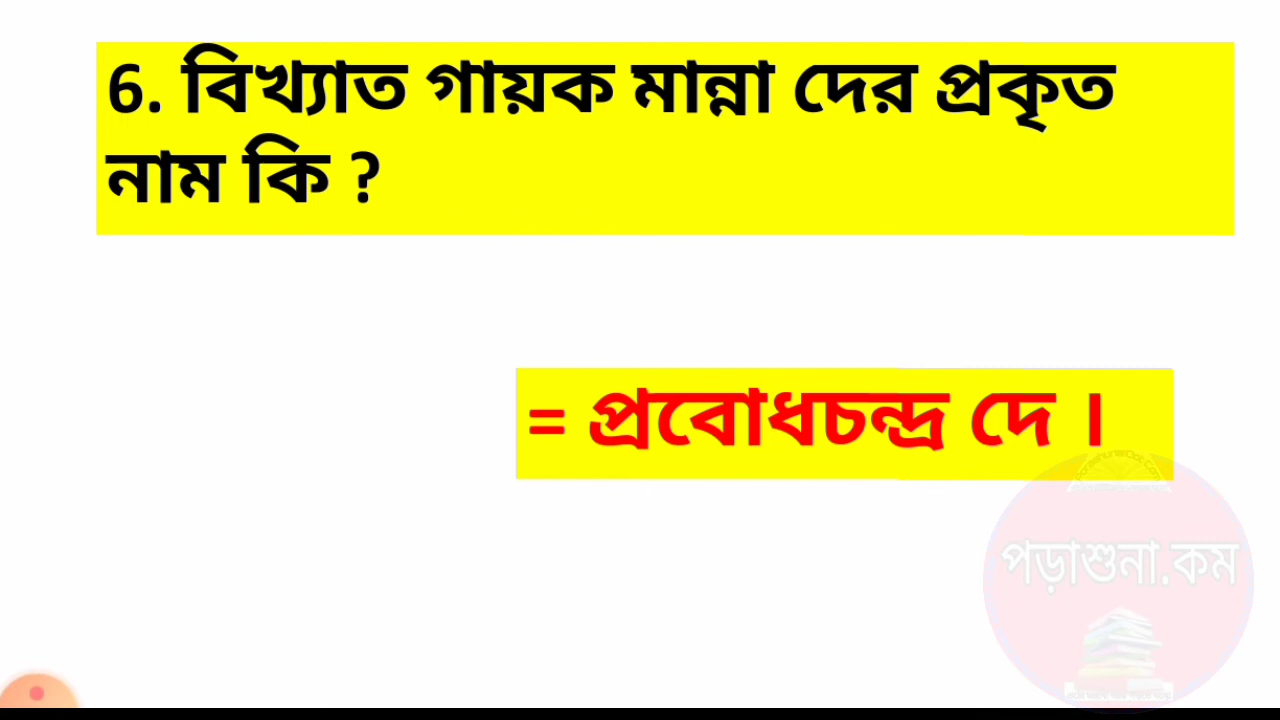 6. বিখ্যাত গায়ক মান্না দের প্রকৃত
নাম কি ?
= প্রবোধচন্দ্র দে ।
পড়াশুনা.কম